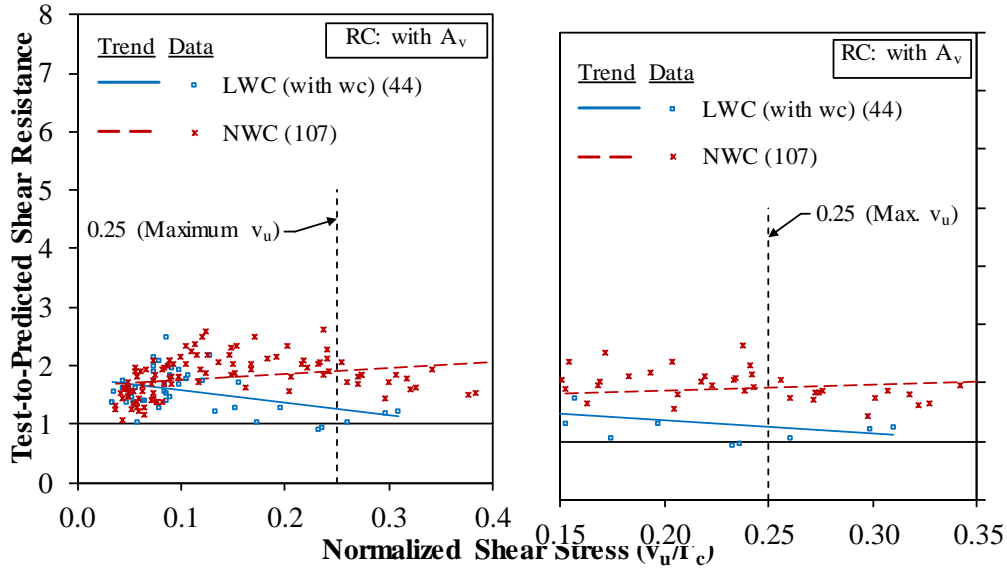 Test-to-Predicted Shear Resistance
8
7
6
5
4
3
2
1
0
RC: with Av
Trend Data
LWC (with wc) (44)
NWC (107)
0.25 (Maximum vu)
0.0 0.1 0.2 0.3 0.4
RC: with Av
Trend Data
LWC (with wc) (44)
NWC (107)
0.25 (Max. vu)
0.15 0.20 0.25 0.30 0.35
Normalized Shear Stress (vu/f'c)